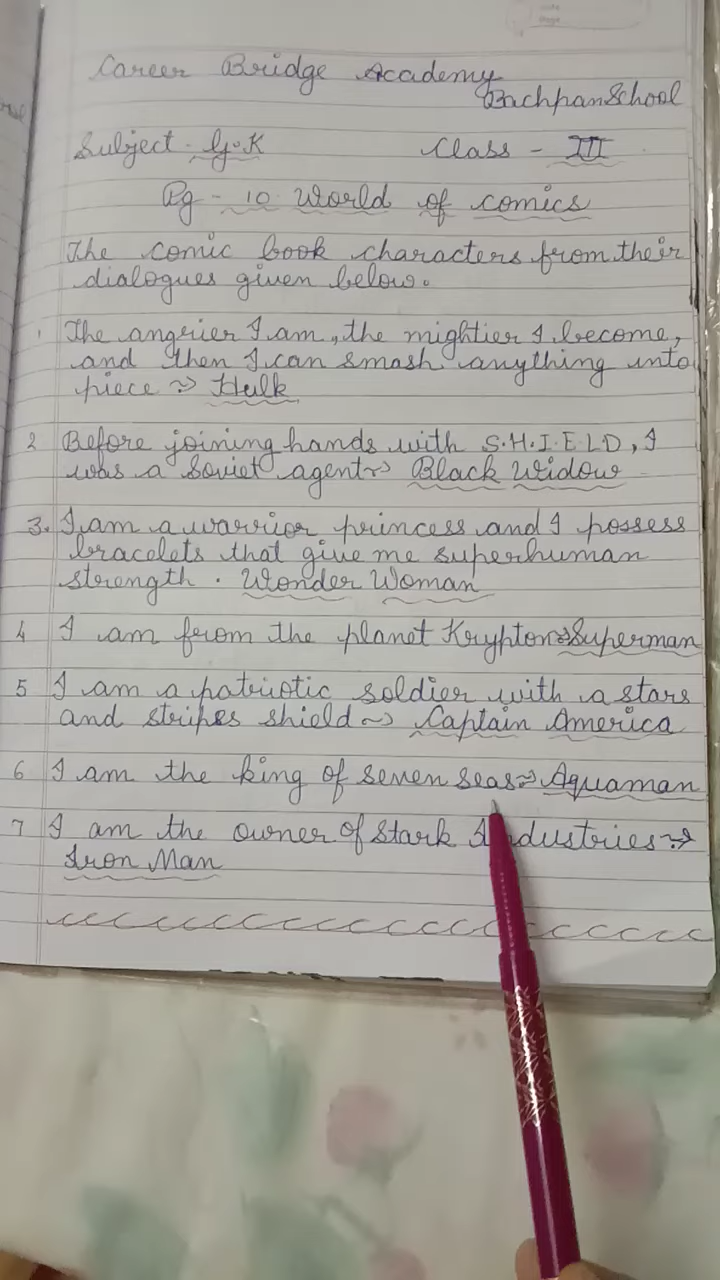 Career Bridge Academy
Bachpan School
Subject - G.K Class - III
Pg - 10 World of comics
The comic book characters from their
dialogues given below.
1 The angrier I am, the mightier I become,
and then I can smash anything into
piece ⇝ Hulk
2 Before joining hands with S.H.I.E.L.D, I
was a Soviet agent ⇝ Black Widow
3. I am a warrior princess and I possess
bracelets that give me superhuman
strength. Wonder Woman
4 I am from the planet Krypton ⇝ Superman
5 I am a patriotic soldier with a stars
and stripes shield ⇝ Captain America
6 I am the king of seven seas ⇝ Aquaman
7 I am the owner of Stark Industries ⇝
Iron Man